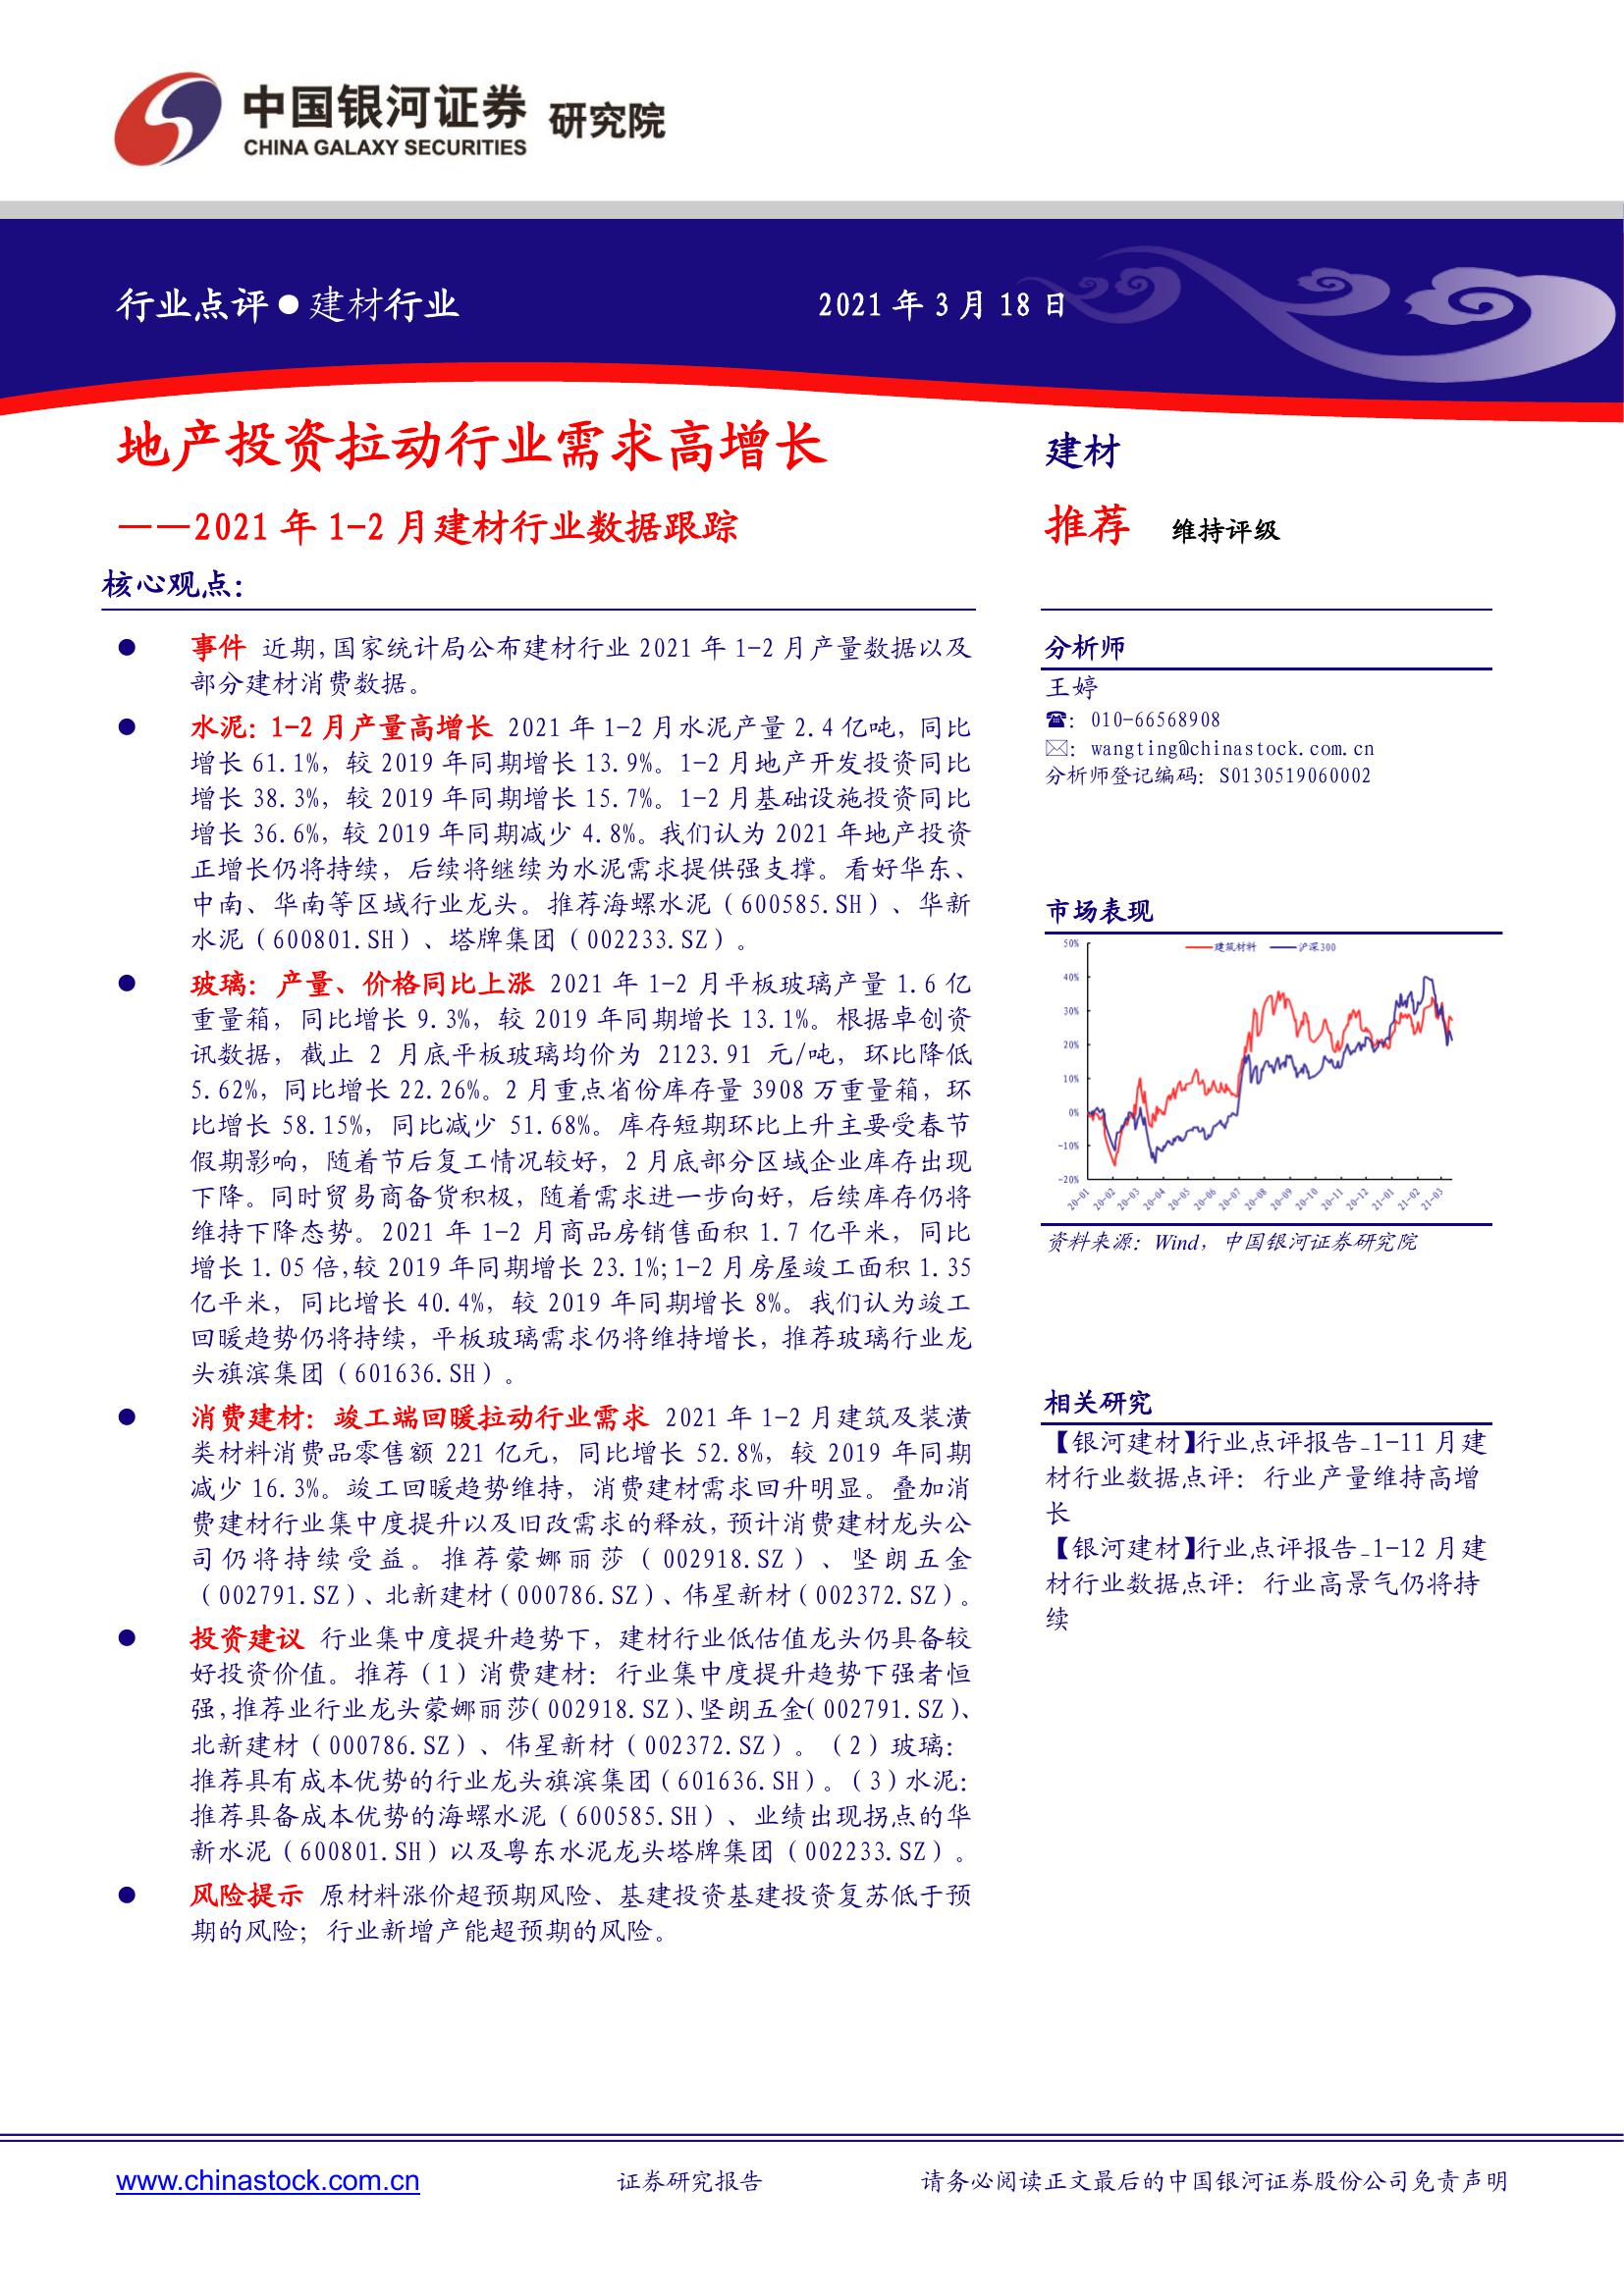 中国银河证券 研究院
CHINA GALAXY SECURITIES
行业点评●建材行业
2021 年 3 月 18 日
地产投资拉动行业需求高增长
——2021 年 1-2 月建材行业数据跟踪
核心观点：
● 事件 近期，国家统计局公布建材行业 2021 年 1-2 月产量数据以及
部分建材消费数据。
● 水泥：1-2 月产量高增长 2021 年 1-2 月水泥产量 2.4 亿吨，同比
增长 61.1%，较 2019 年同期增长 13.9%。1-2 月地产开发投资同比
增长 38.3%，较 2019 年同期增长 15.7%。1-2 月基础设施投资同比
增长 36.6%，较 2019 年同期减少 4.8%。我们认为 2021 年地产投资
正增长仍将持续，后续将继续为水泥需求提供强支撑。看好华东、
中南、华南等区域行业龙头。推荐海螺水泥（600585.SH）、华新
水泥（600801.SH）、塔牌集团（002233.SZ）。
● 玻璃：产量、价格同比上涨 2021 年 1-2 月平板玻璃产量 1.6 亿
重量箱，同比增长 9.3%，较 2019 年同期增长 13.1%。根据卓创资
讯数据，截止 2 月底平板玻璃均价为 2123.91 元/吨，环比降低
5.62%，同比增长 22.26%。2 月重点省份库存量 3908 万重量箱，环
比增长 58.15%，同比减少 51.68%。库存短期环比上升主要受春节
假期影响，随着节后复工情况较好，2 月底部分区域企业库存出现
下降。同时贸易商备货积极，随着需求进一步向好，后续库存仍将
维持下降态势。2021 年 1-2 月商品房销售面积 1.7 亿平米，同比
增长 1.05 倍，较 2019 年同期增长 23.1%；1-2 月房屋竣工面积 1.35
亿平米，同比增长 40.4%，较 2019 年同期增长 8%。我们认为竣工
回暖趋势仍将持续，平板玻璃需求仍将维持增长，推荐玻璃行业龙
头旗滨集团（601636.SH）。
● 消费建材：竣工端回暖拉动行业需求 2021 年 1-2 月建筑及装潢
类材料消费品零售额 221 亿元，同比增长 52.8%，较 2019 年同期
减少 16.3%。竣工回暖趋势维持，消费建材需求回升明显。叠加消
费建材行业集中度提升以及旧改需求的释放，预计消费建材龙头公
司仍将持续受益。推荐蒙娜丽莎（002918.SZ）、坚朗五金
（002791.SZ）、北新建材（000786.SZ）、伟星新材（002372.SZ）。
● 投资建议 行业集中度提升趋势下，建材行业低估值龙头仍具备较
好投资价值。推荐（1）消费建材：行业集中度提升趋势下强者恒
强，推荐业行业龙头蒙娜丽莎（002918.SZ）、坚朗五金（002791.SZ）、
北新建材（000786.SZ）、伟星新材（002372.SZ）。（2）玻璃：
推荐具有成本优势的行业龙头旗滨集团（601636.SH）。（3）水泥：
推荐具备成本优势的海螺水泥（600585.SH）、业绩出现拐点的华
新水泥（600801.SH）以及粤东水泥龙头塔牌集团（002233.SZ）。
● 风险提示 原材料涨价超预期风险、基建投资基建投资复苏低于预
期的风险；行业新增产能超预期的风险。
建材
推荐 维持评级
分析师
王婷
☎：010-66568908
✉：wangting@chinastock.com.cn
分析师登记编码：S0130519060002
市场表现
建筑材料 沪深300
50%
40%
30%
20%
10%
0%
-10%
-20%
20-01 20-02 20-03 20-04 20-05 20-06 20-07 20-08 20-09 20-10 20-11 20-12 21-01 21-02 21-03
资料来源：Wind，中国银河证券研究院
相关研究
【银河建材】行业点评报告_1-11 月建
材行业数据点评：行业产量维持高增
长
【银河建材】行业点评报告_1-12 月建
材行业数据点评：行业高景气仍将持
续
www.chinastock.com.cn
证券研究报告
请务必阅读正文最后的中国银河证券股份公司免责声明